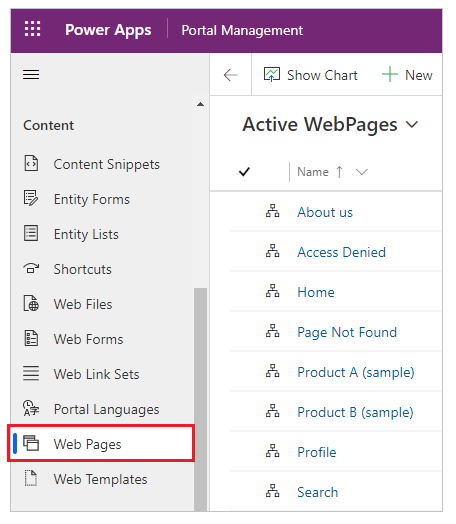 Power Apps Portal Management
Show Chart New
Content
Active WebPages
Content Snippets
Name
Entity Forms
About us
Entity Lists
Access Denied
Shortcuts
Home
Web Files
Page Not Found
Web Forms
Product A (sample)
Web Link Sets
Product B (sample)
Portal Languages
Profile
Web Pages
Search
Web Templates